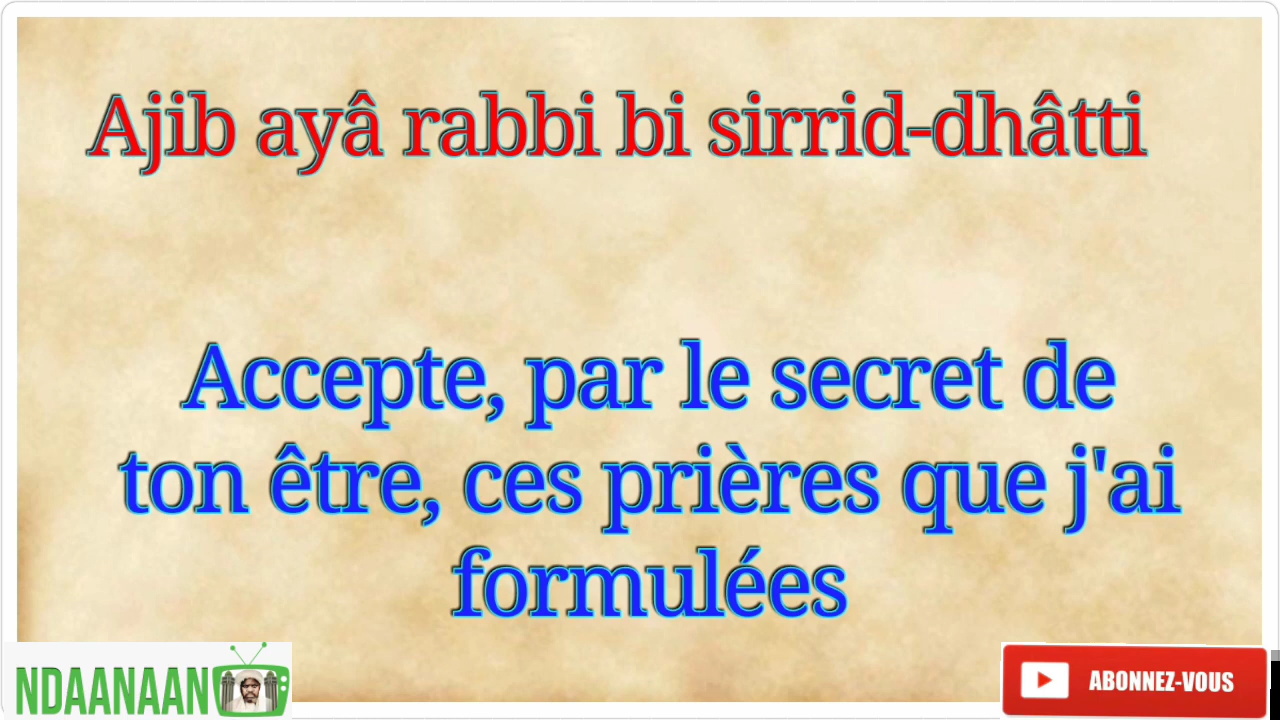 Ajib ayâ rabbi bi sirrid-dhâtti
Accepte, par le secret de
ton être, ces prières que j'ai
formulées
NDAANAAN
ABONNEZ-VOUS